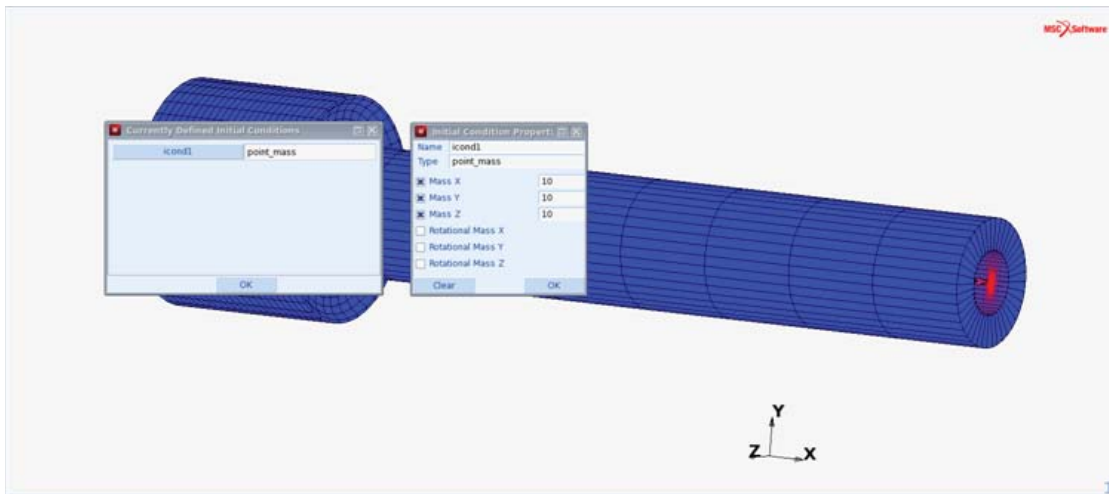 MSC Software
Currently Defined Initial Conditions
icond1 point_mass
OK
Initial Condition Propert:
Name icond1
Type point_mass
Mass X 10
Mass Y 10
Mass Z 10
Rotational Mass X
Rotational Mass Y
Rotational Mass Z
Clear OK
Y
Z X
1